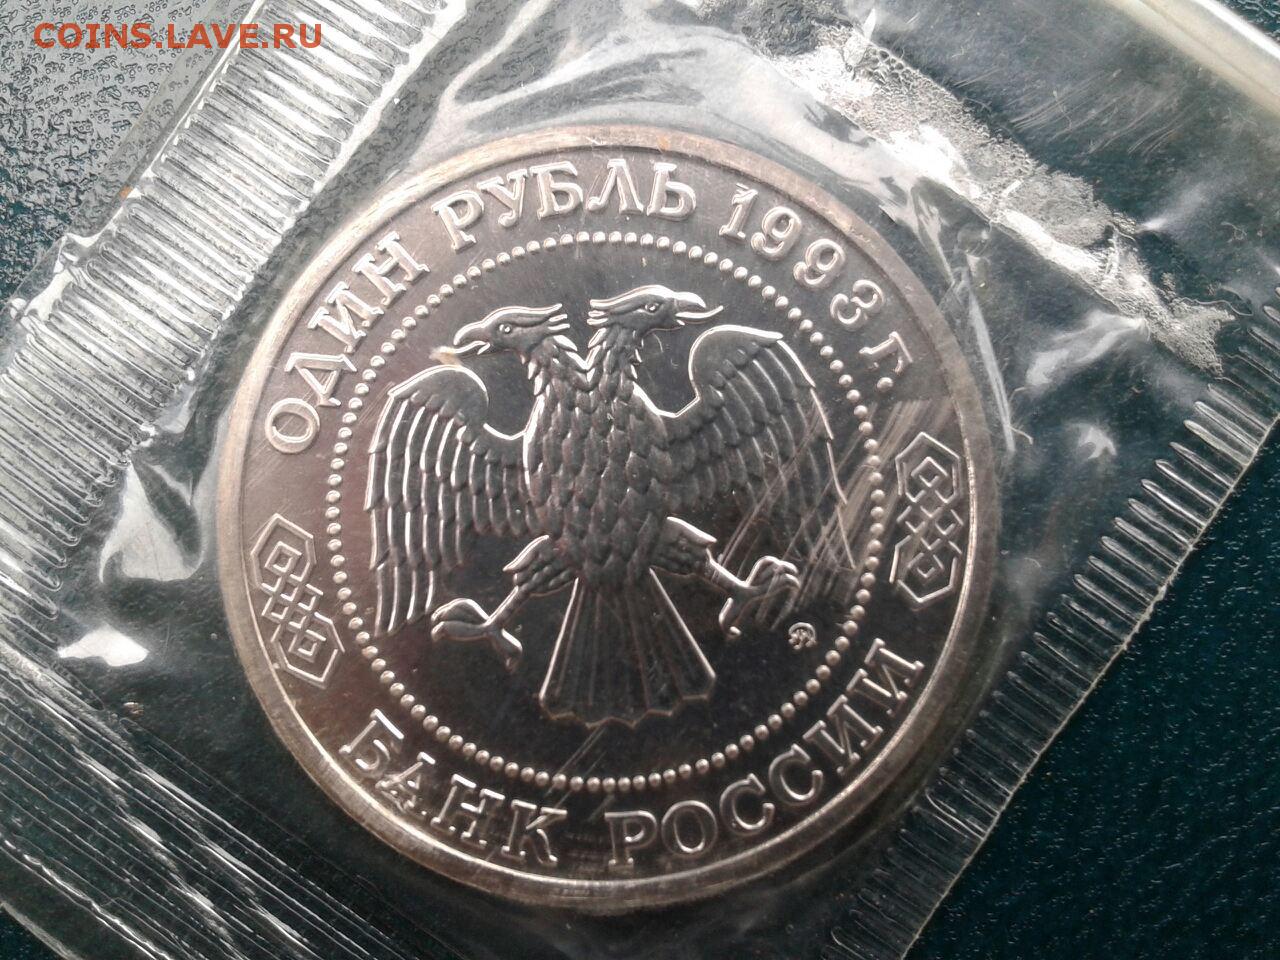 COINS.LAVE.RU
ОДИН РУБЛЬ 1993 г.
БАНК РОССИИ